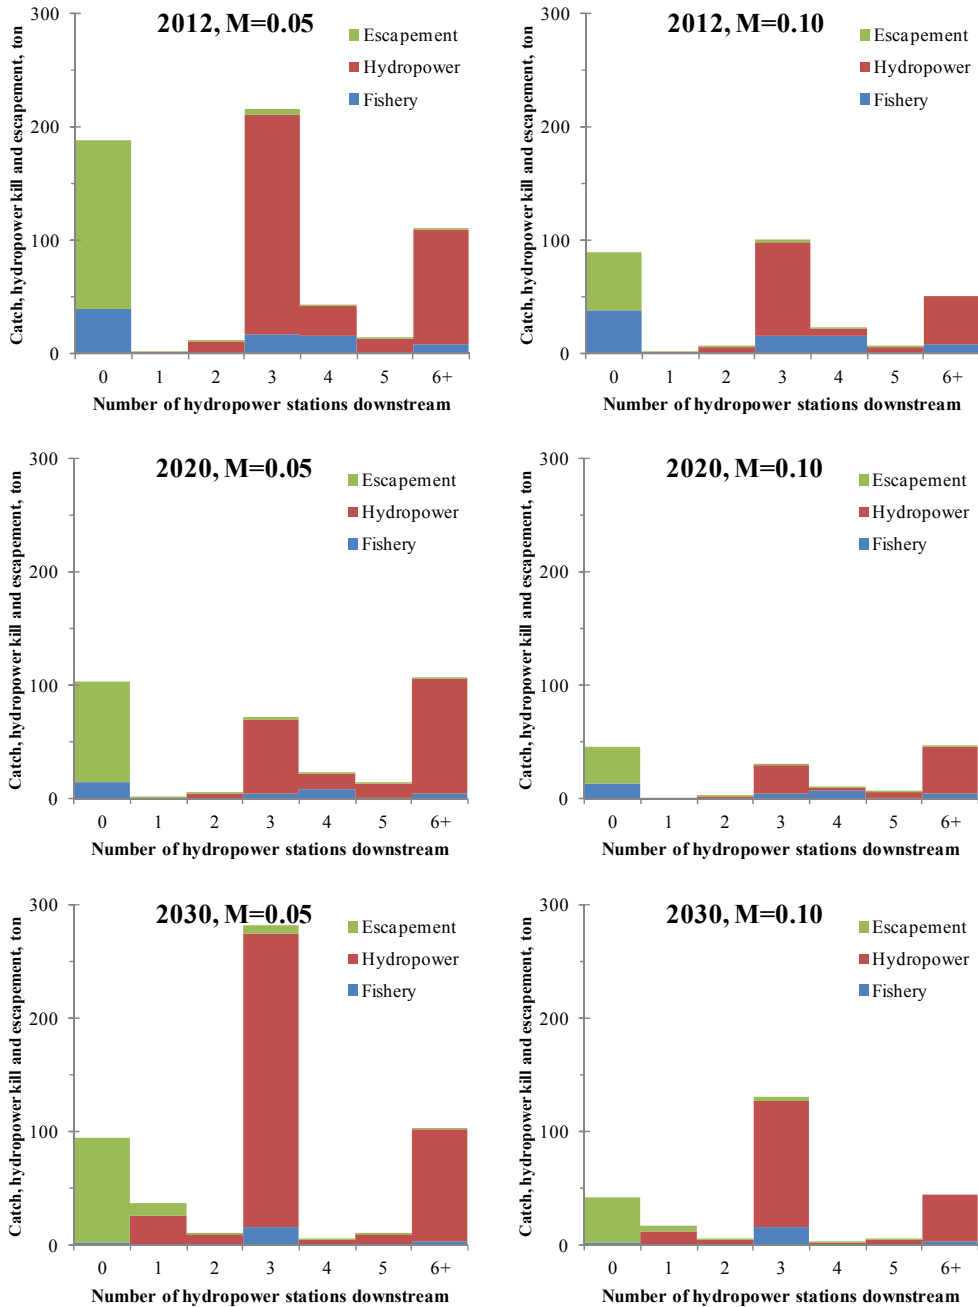 2012, M=0.05
Catch, hydropower kill and escapement, ton
300
200
100
0
Escapement
Hydropower
Fishery
0 1 2 3 4 5 6+
Number of hydropower stations downstream
2012, M=0.10
Catch, hydropower kill and escapement, ton
300
200
100
0
Escapement
Hydropower
Fishery
0 1 2 3 4 5 6+
Number of hydropower stations downstream
2020, M=0.05
Catch, hydropower kill and escapement, ton
300
200
100
0
Escapement
Hydropower
Fishery
0 1 2 3 4 5 6+
Number of hydropower stations downstream
2020, M=0.10
Catch, hydropower kill and escapement, ton
300
200
100
0
Escapement
Hydropower
Fishery
0 1 2 3 4 5 6+
Number of hydropower stations downstream
2030, M=0.05
Catch, hydropower kill and escapement, ton
300
200
100
0
Escapement
Hydropower
Fishery
0 1 2 3 4 5 6+
Number of hydropower stations downstream
2030, M=0.10
Catch, hydropower kill and escapement, ton
300
200
100
0
Escapement
Hydropower
Fishery
0 1 2 3 4 5 6+
Number of hydropower stations downstream